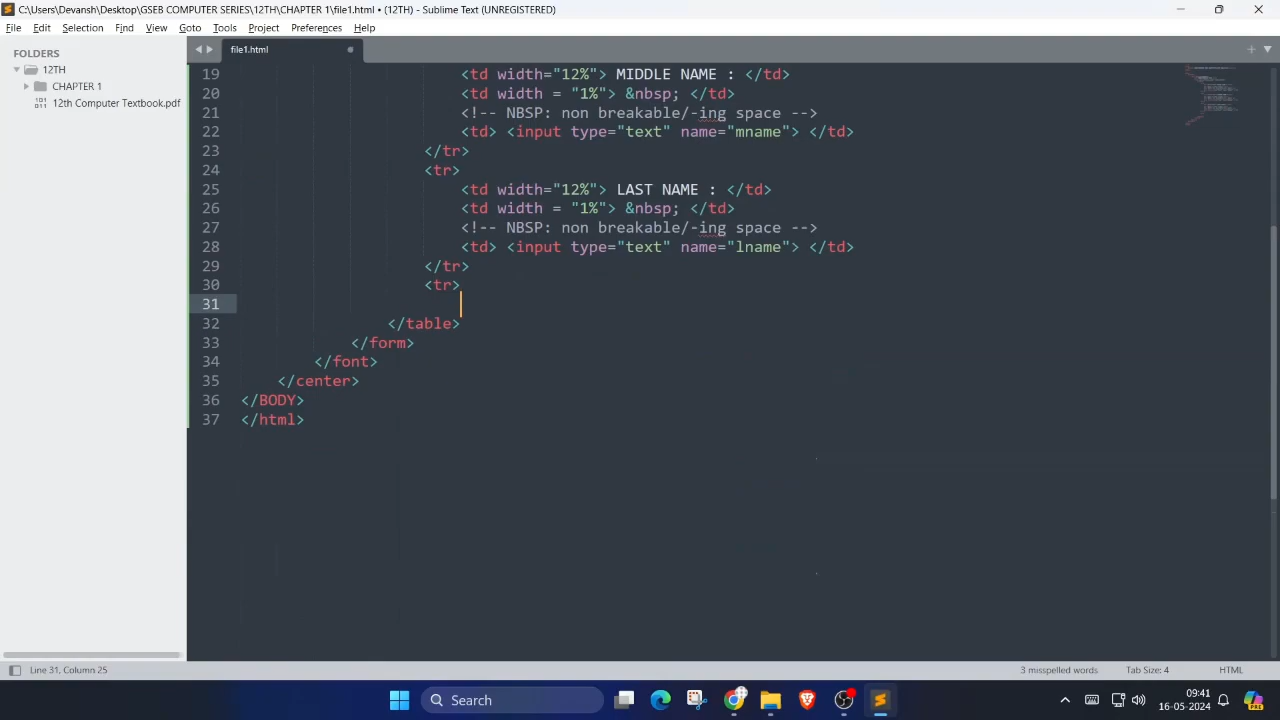 C:\Users\Devansh\Desktop\GSEB COMPUTER SERIES\12TH\CHAPTER 1\file1.html • (12TH) - Sublime Text (UNREGISTERED)
File Edit Selection Find View Goto Tools Project Preferences Help
FOLDERS
12TH
CHAPTER 1
12th Computer Textbook.pdf
file1.html
19 <td width="12%"> MIDDLE NAME : </td>
20 <td width = "1%"> &nbsp; </td>
21 <!-- NBSP: non breakable/-ing space -->
22 <td> <input type="text" name="mname"> </td>
23 </tr>
24 <tr>
25 <td width="12%"> LAST NAME : </td>
26 <td width = "1%"> &nbsp; </td>
27 <!-- NBSP: non breakable/-ing space -->
28 <td> <input type="text" name="lname"> </td>
29 </tr>
30 <tr>
31
32 </table>
33 </form>
34 </font>
35 </center>
36 </BODY>
37 </html>
Line 31, Column 25
3 misspelled words
Tab Size: 4
HTML
Search
09:41
16-05-2024